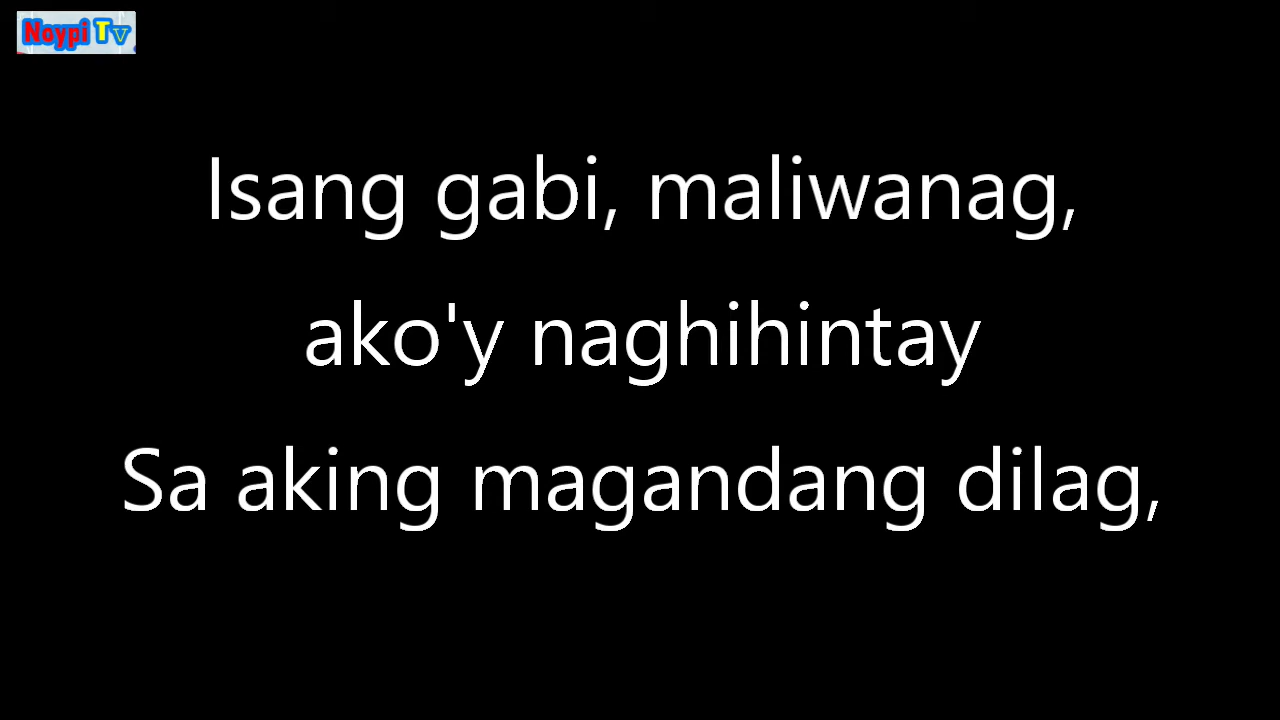 Noypi Tv
Isang gabi, maliwanag,
ako'y naghihintay
Sa aking magandang dilag,